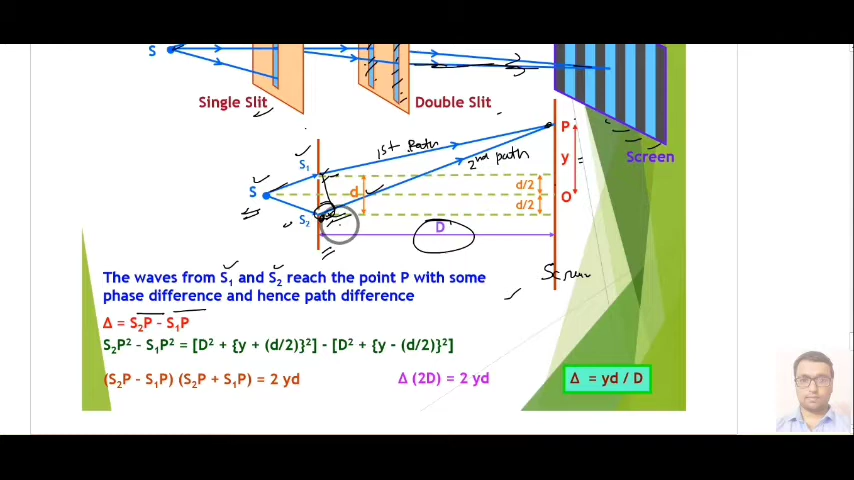 S
Single Slit
Double Slit
Screen
P
1st Path
2nd path
S₁
S
d
d/2
y
d/2
O
S₂
D
Screen
The waves from S₁ and S₂ reach the point P with some
phase difference and hence path difference
Δ = S₂P – S₁P
S₂P² – S₁P² = [D² + {y + (d/2)}²] - [D² + {y - (d/2)}²]
(S₂P – S₁P) (S₂P + S₁P) = 2 yd
Δ (2D) = 2 yd
Δ = yd / D